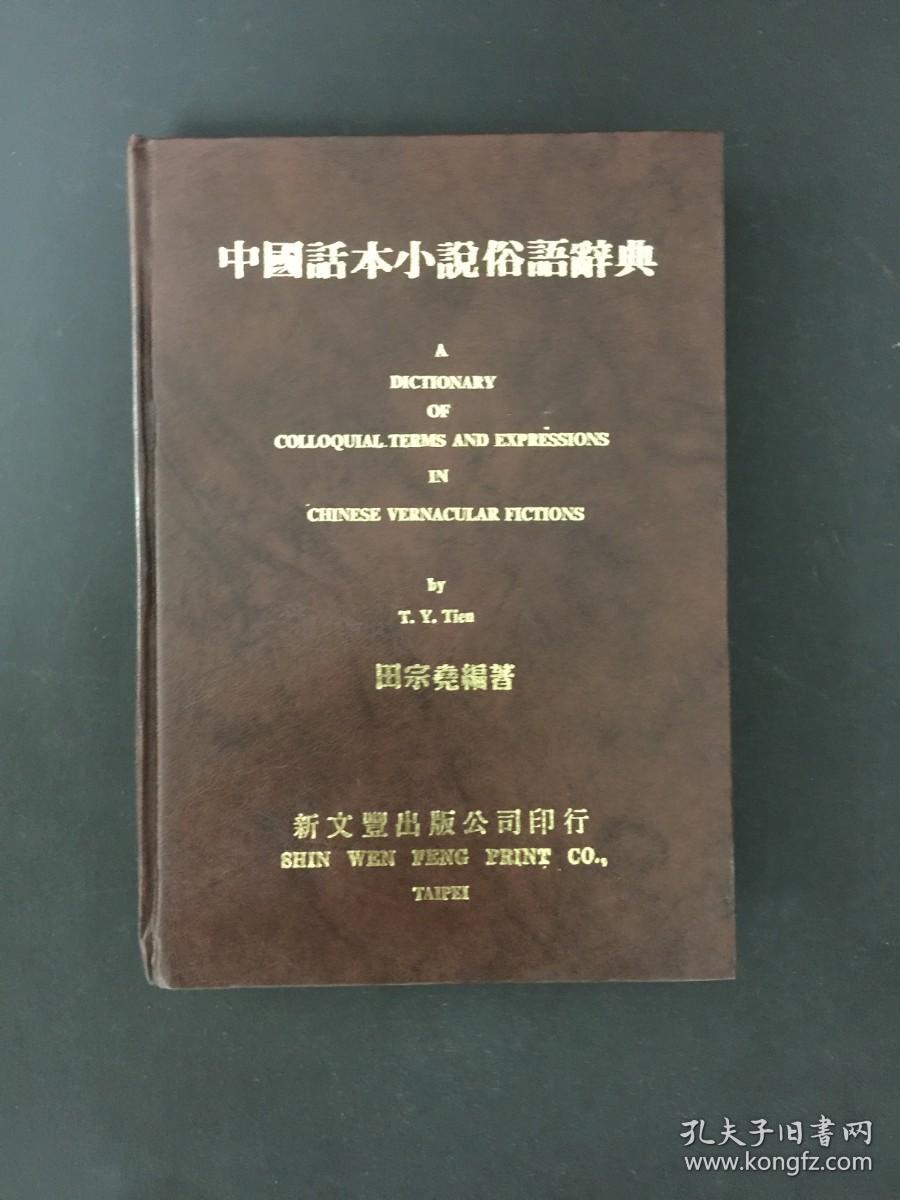 中國話本小說俗語辭典
A
DICTIONARY
OF
COLLOQUIAL TERMS AND EXPRESSIONS
IN
CHINESE VERNACULAR FICTIONS
by
T. Y. Tien
田宗堯編著
新文豐出版公司印行
SHIN WEN FENG PRINT CO.,
TAIPEI
孔夫子旧书网
www.kongfz.com